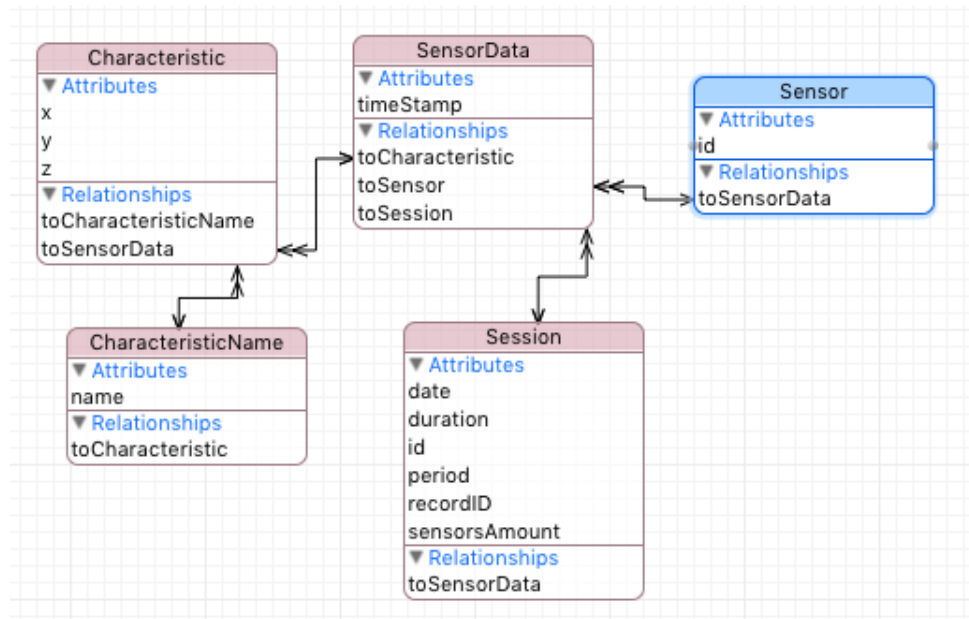 Characteristic
Attributes
x
y
z
Relationships
toCharacteristicName
toSensorData
SensorData
Attributes
timeStamp
Relationships
toCharacteristic
toSensor
toSession
Sensor
Attributes
id
Relationships
toSensorData
CharacteristicName
Attributes
name
Relationships
toCharacteristic
Session
Attributes
date
duration
id
period
recordID
sensorsAmount
Relationships
toSensorData